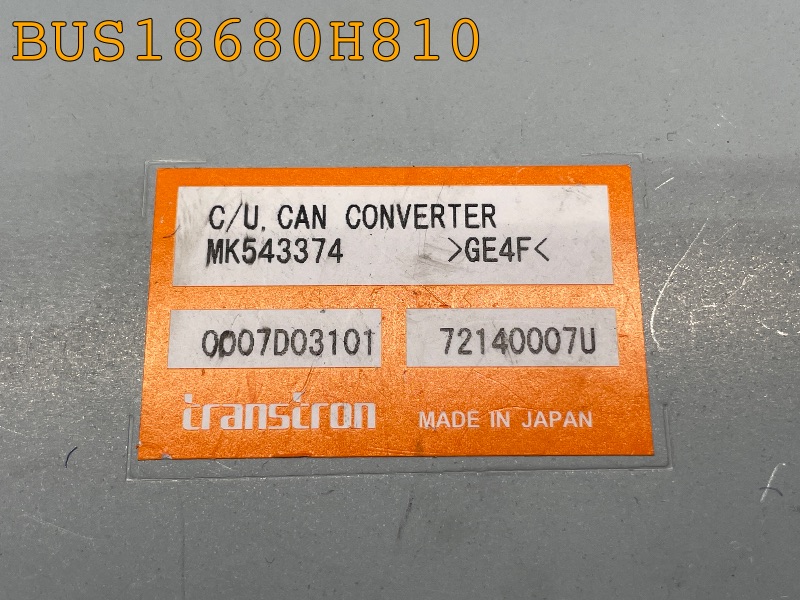 BUS18680H810
C/U, CAN CONVERTER
MK543374 >GE4F<
0007D03101 72140007U
transtron MADE IN JAPAN